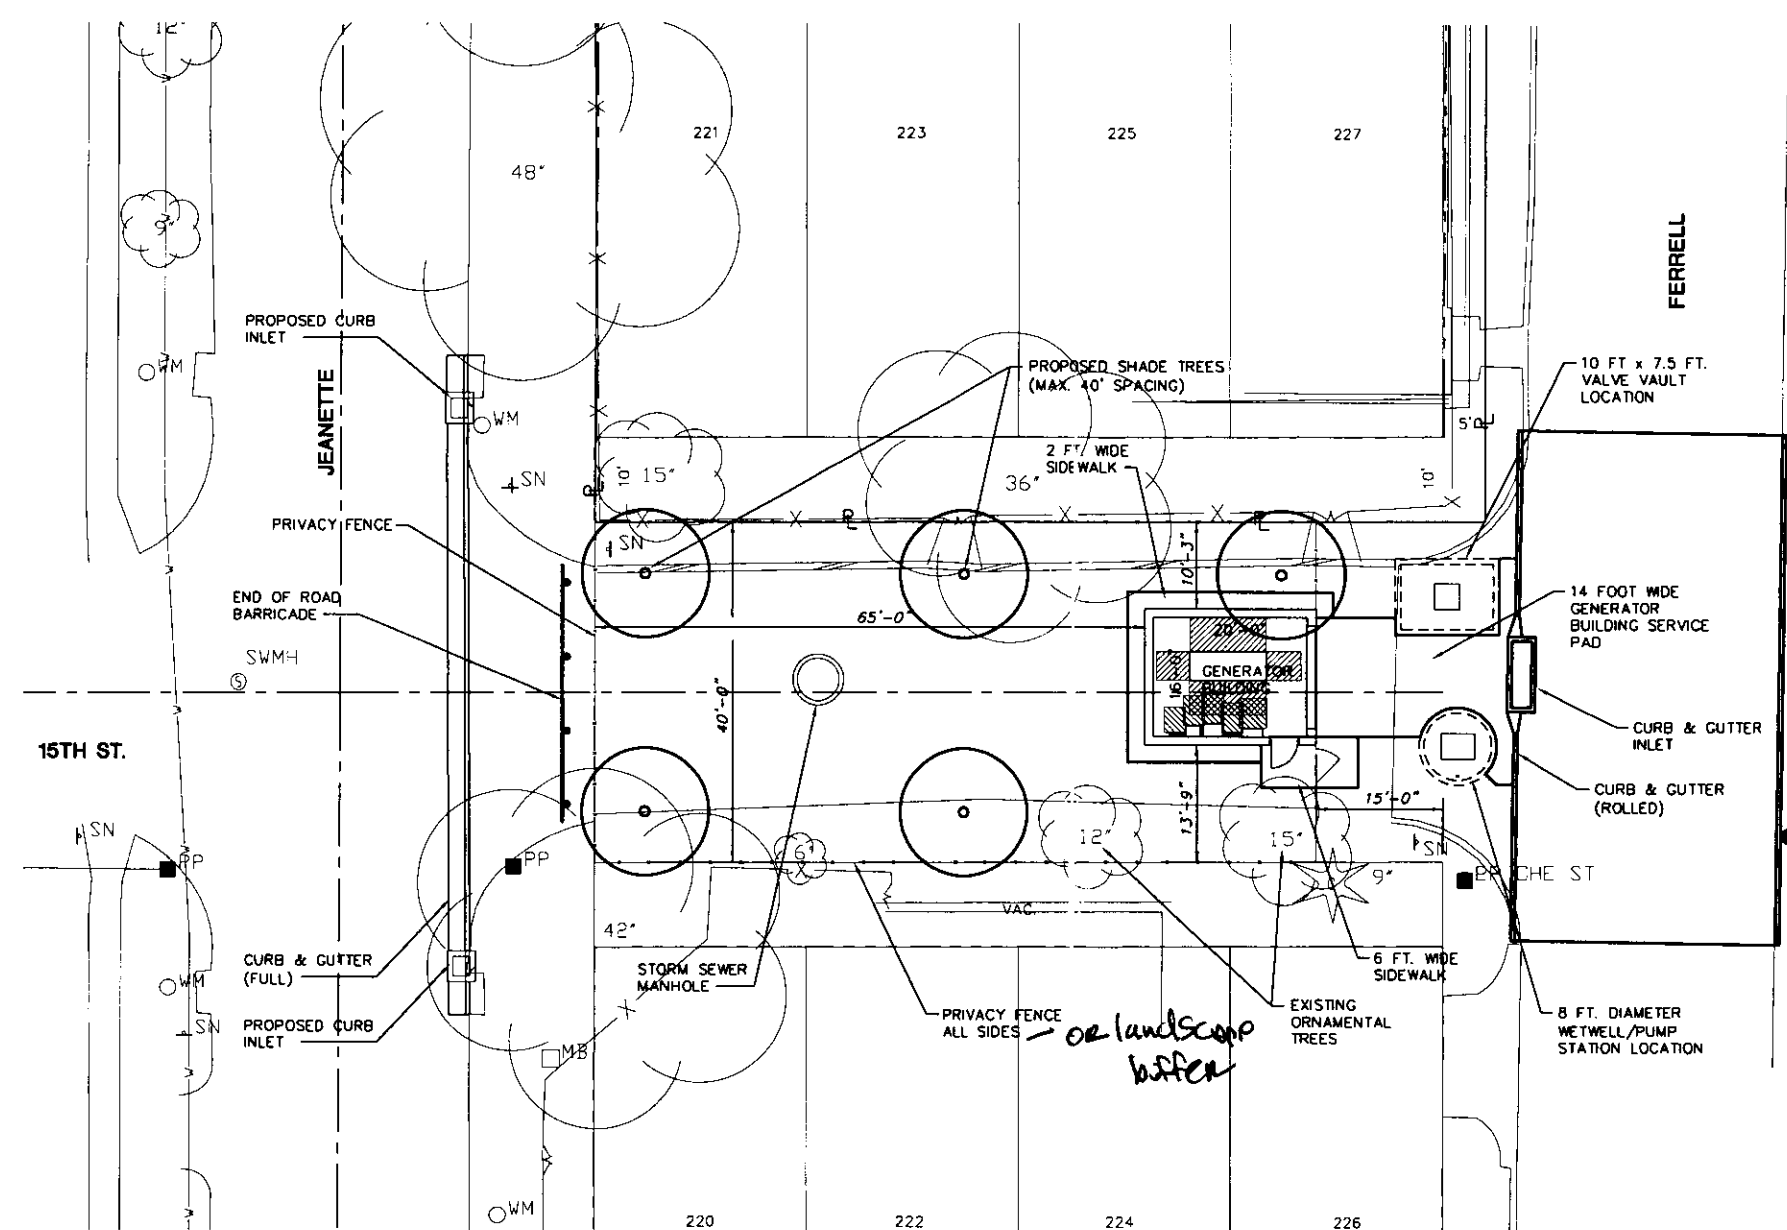 12"
221
223
225
227
48"
9"
FERRELL
PROPOSED CURB
INLET
WM
JEANETTE
WM
PROPOSED SHADE TREES
(MAX. 40' SPACING)
10 FT x 7.5 FT.
VALVE VAULT
LOCATION
5'
2 FT. WIDE
SIDEWALK
SN
10'
15"
36"
10'
PRIVACY FENCE
SN
10'-3"
END OF ROAD
BARRICADE
65'-0"
14 FOOT WIDE
GENERATOR
BUILDING SERVICE
PAD
20'-0"
SWMH
S
GENERATOR
BUILDING
16'-0"
40'-0"
15TH ST.
CURB & GUTTER
INLET
CURB & GUTTER
(ROLLED)
15'-0"
13'-9"
SN
PP
PP
6"
12"
15"
SN
9"
PP CHE ST
VAC
42"
CURB & GUTTER
(FULL)
STORM SEWER
MANHOLE
6 FT. WIDE
SIDEWALK
WM
SN
PROPOSED CURB
INLET
PRIVACY FENCE
ALL SIDES - or landscape
buffer
EXISTING
ORNAMENTAL
TREES
8 FT. DIAMETER
WETWELL/PUMP
STATION LOCATION
MB
WM
220
222
224
226